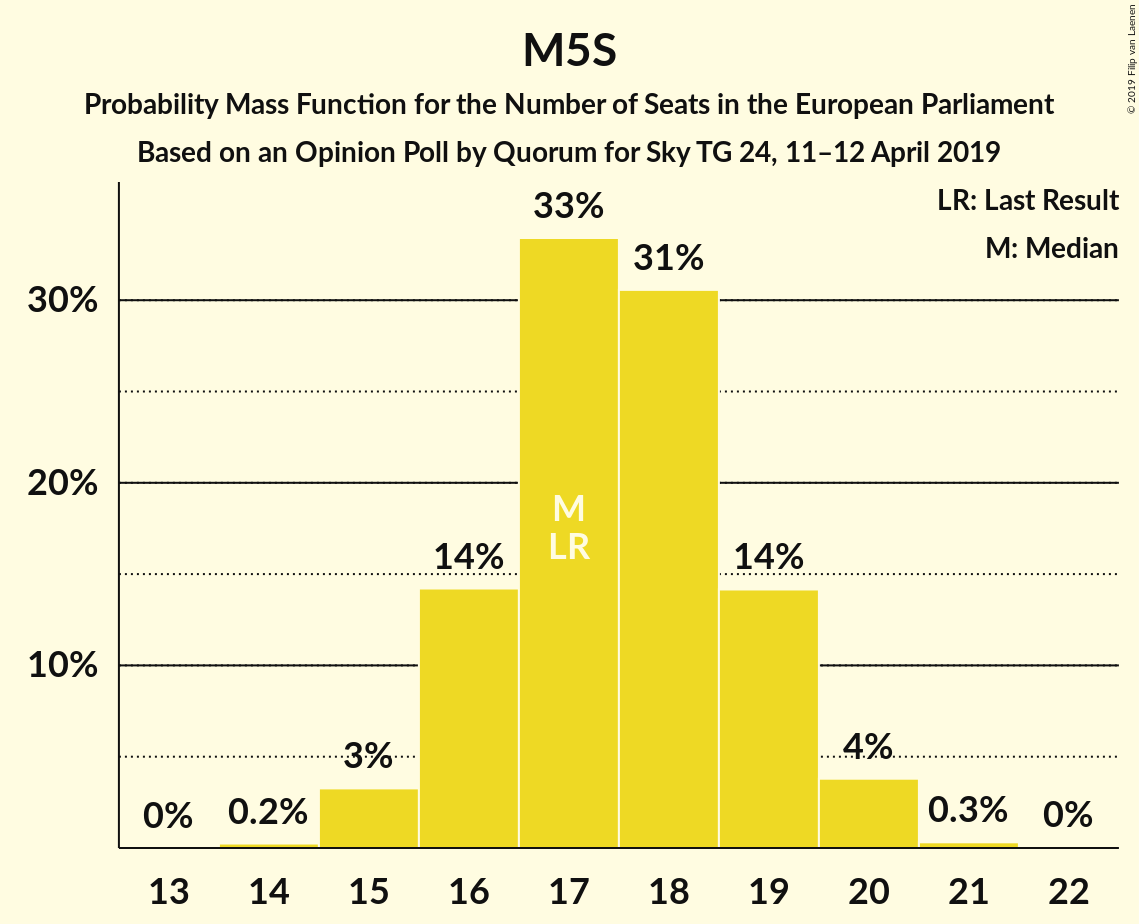 M5S
Probability Mass Function for the Number of Seats in the European Parliament
Based on an Opinion Poll by Quorum for Sky TG 24, 11–12 April 2019
© 2019 Filip van Laenen
LR: Last Result
M: Median
30%
20%
10%
0%
0.2%
3%
14%
33%
31%
14%
4%
0.3%
0%
M
LR
13
14
15
16
17
18
19
20
21
22